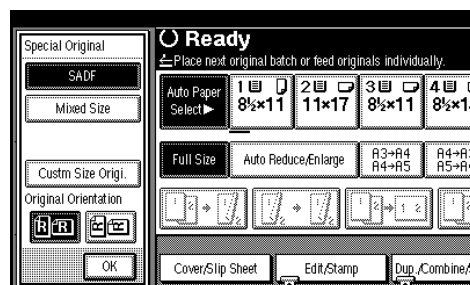 Special Original
SADF
Mixed Size
Custm Size Origi.
Original Orientation
R R
OK
Ready
Place next original batch or feed originals individually.
Auto Paper
Select▶
1
8½×11
2
11×17
3
8½×11
4
Full Size
Auto Reduce/Enlarge
A3→A4
A4→A5
Cover/Slip Sheet
Edit/Stamp
Dup./Combine/